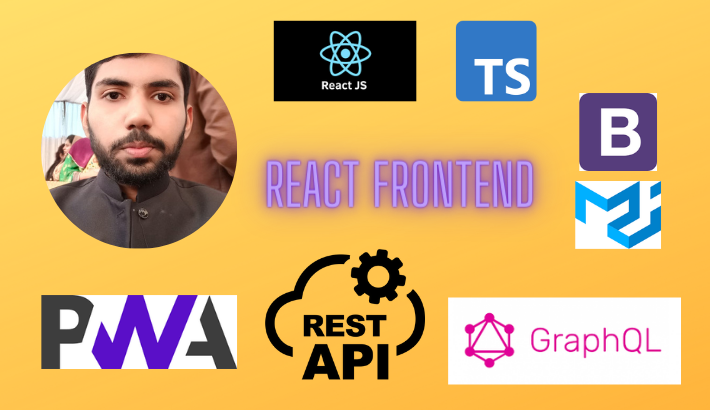 React JS
TS
B
REACT FRONTEND
PWA
REST
API
GraphQL